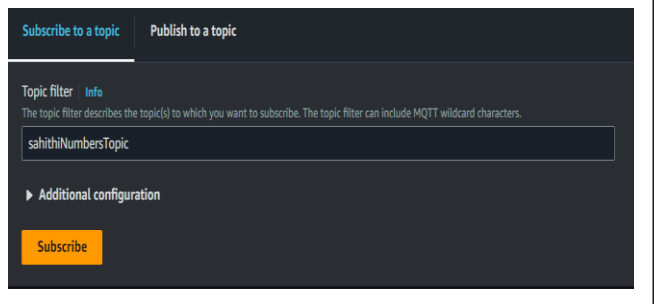 Subscribe to a topic Publish to a topic
Topic filter Info
The topic filter describes the topic(s) to which you want to subscribe. The topic filter can include MQTT wildcard characters.
sahithiNumbersTopic
Additional configuration
Subscribe